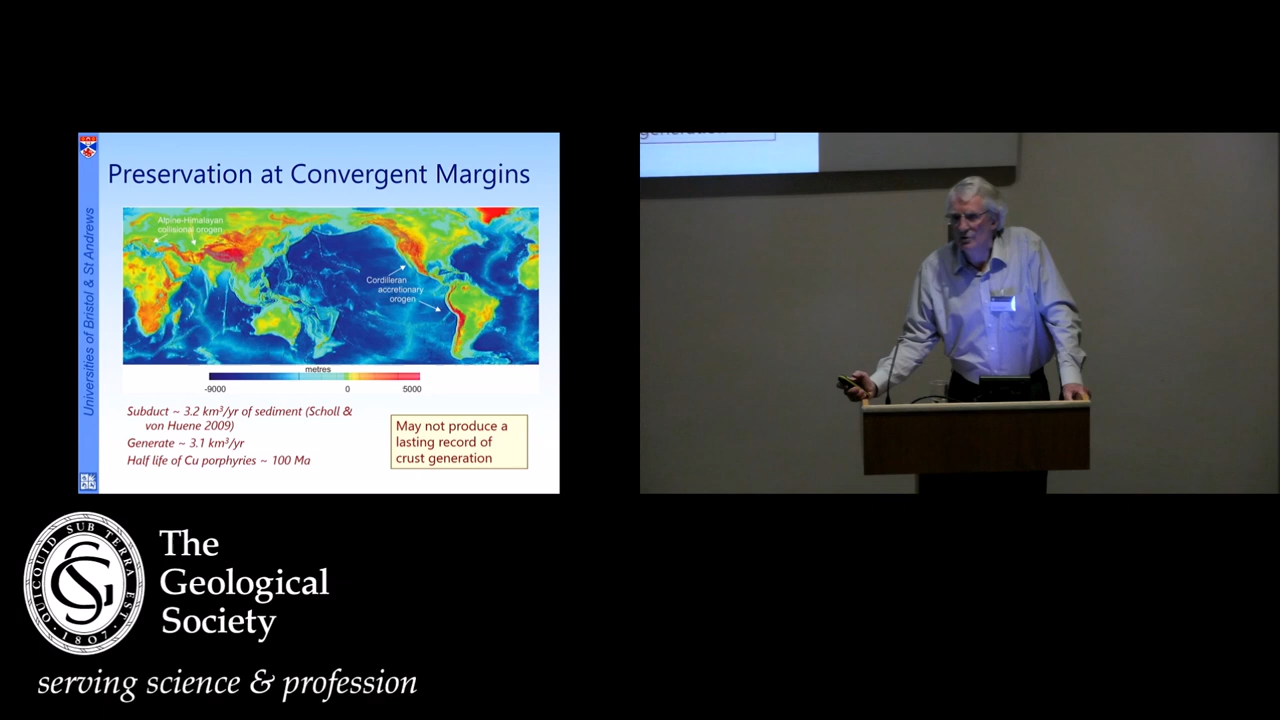 Preservation at Convergent Margins
Universities of Bristol & St Andrews
Alpine-Himalayan
collisional orogen
Cordilleran
accretionary
orogen
metres
-9000
0
5000
Subduct ~ 3.2 km³/yr of sediment (Scholl &
von Huene 2009)
Generate ~ 3.1 km³/yr
Half life of Cu porphyries ~ 100 Ma
May not produce a
lasting record of
crust generation
generation
QUICQUID SUB TERRA EST
1807
GS
The
Geological
Society
serving science & profession